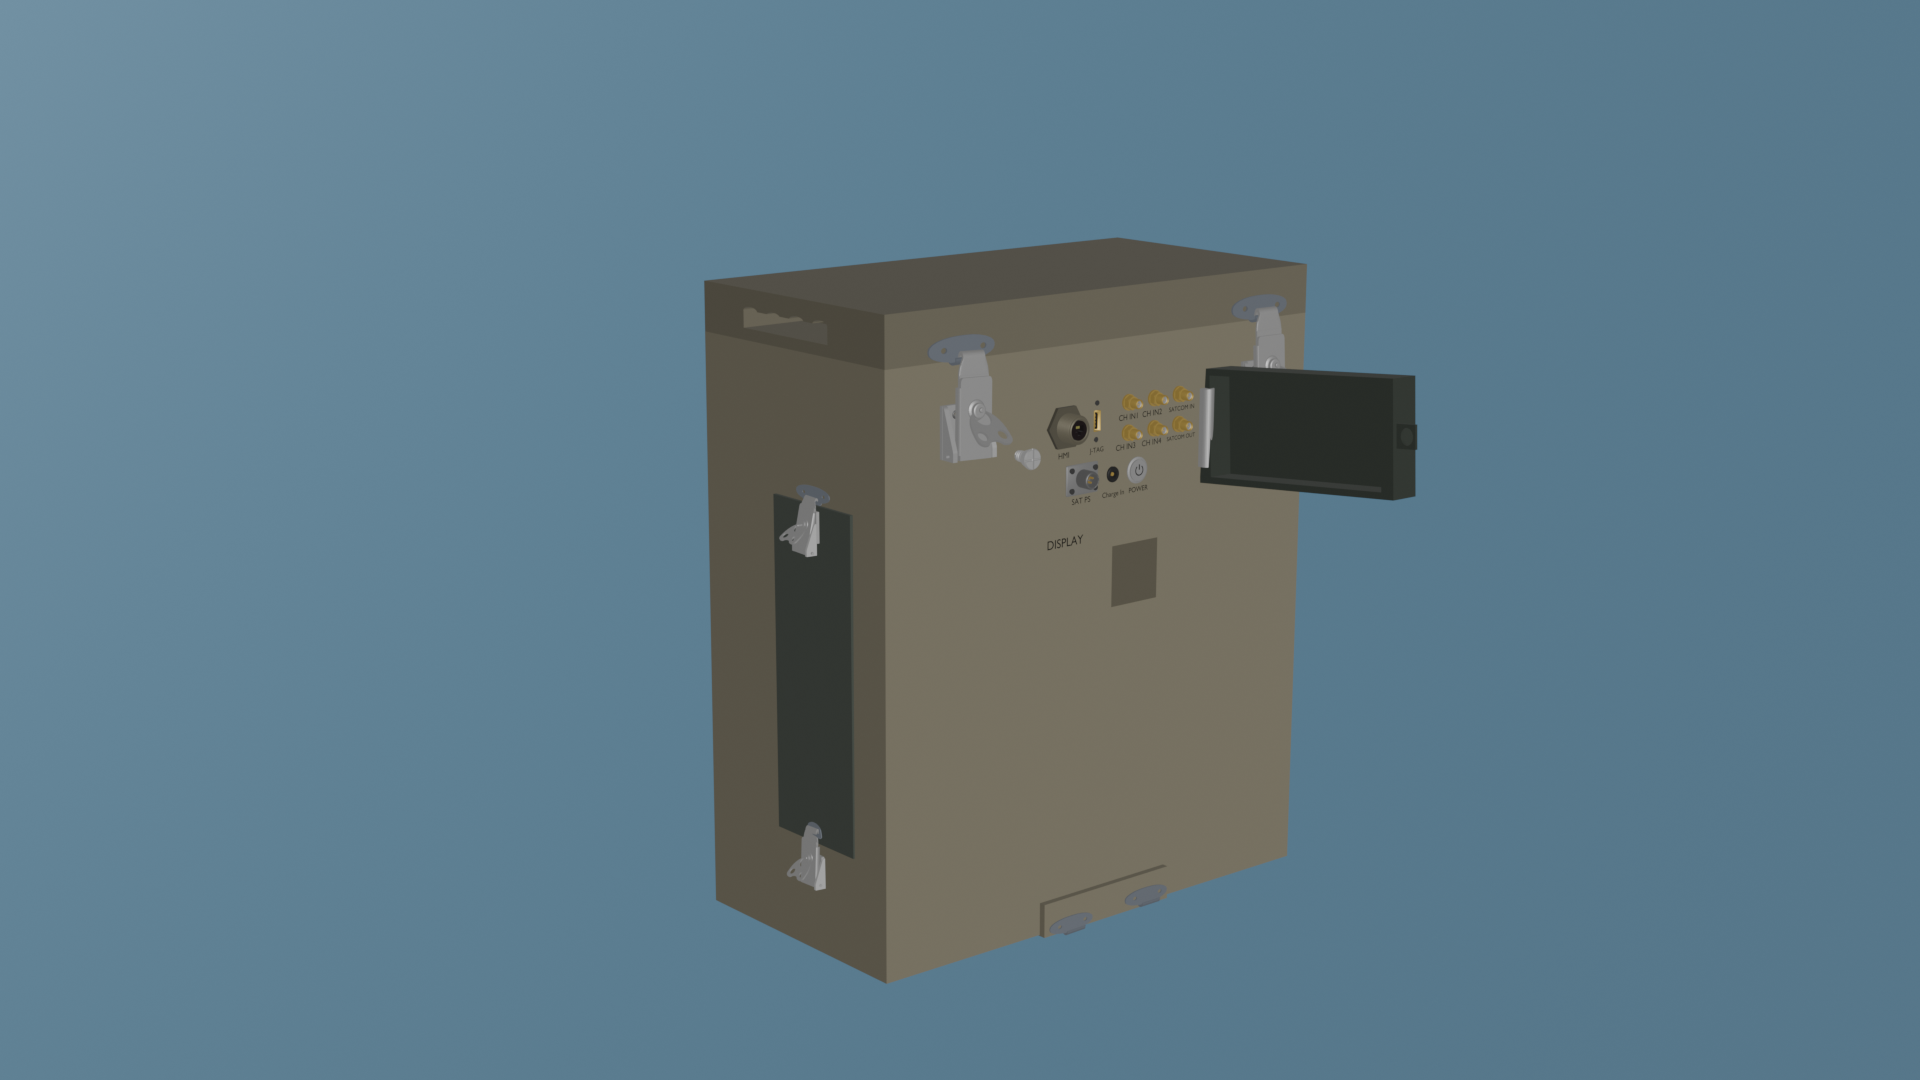 CH IN1 CH IN2 SATCOM IN
CH IN3 CH IN4 SATCOM OUT
HMI J-TAG
SAT PS Charge In POWER
DISPLAY